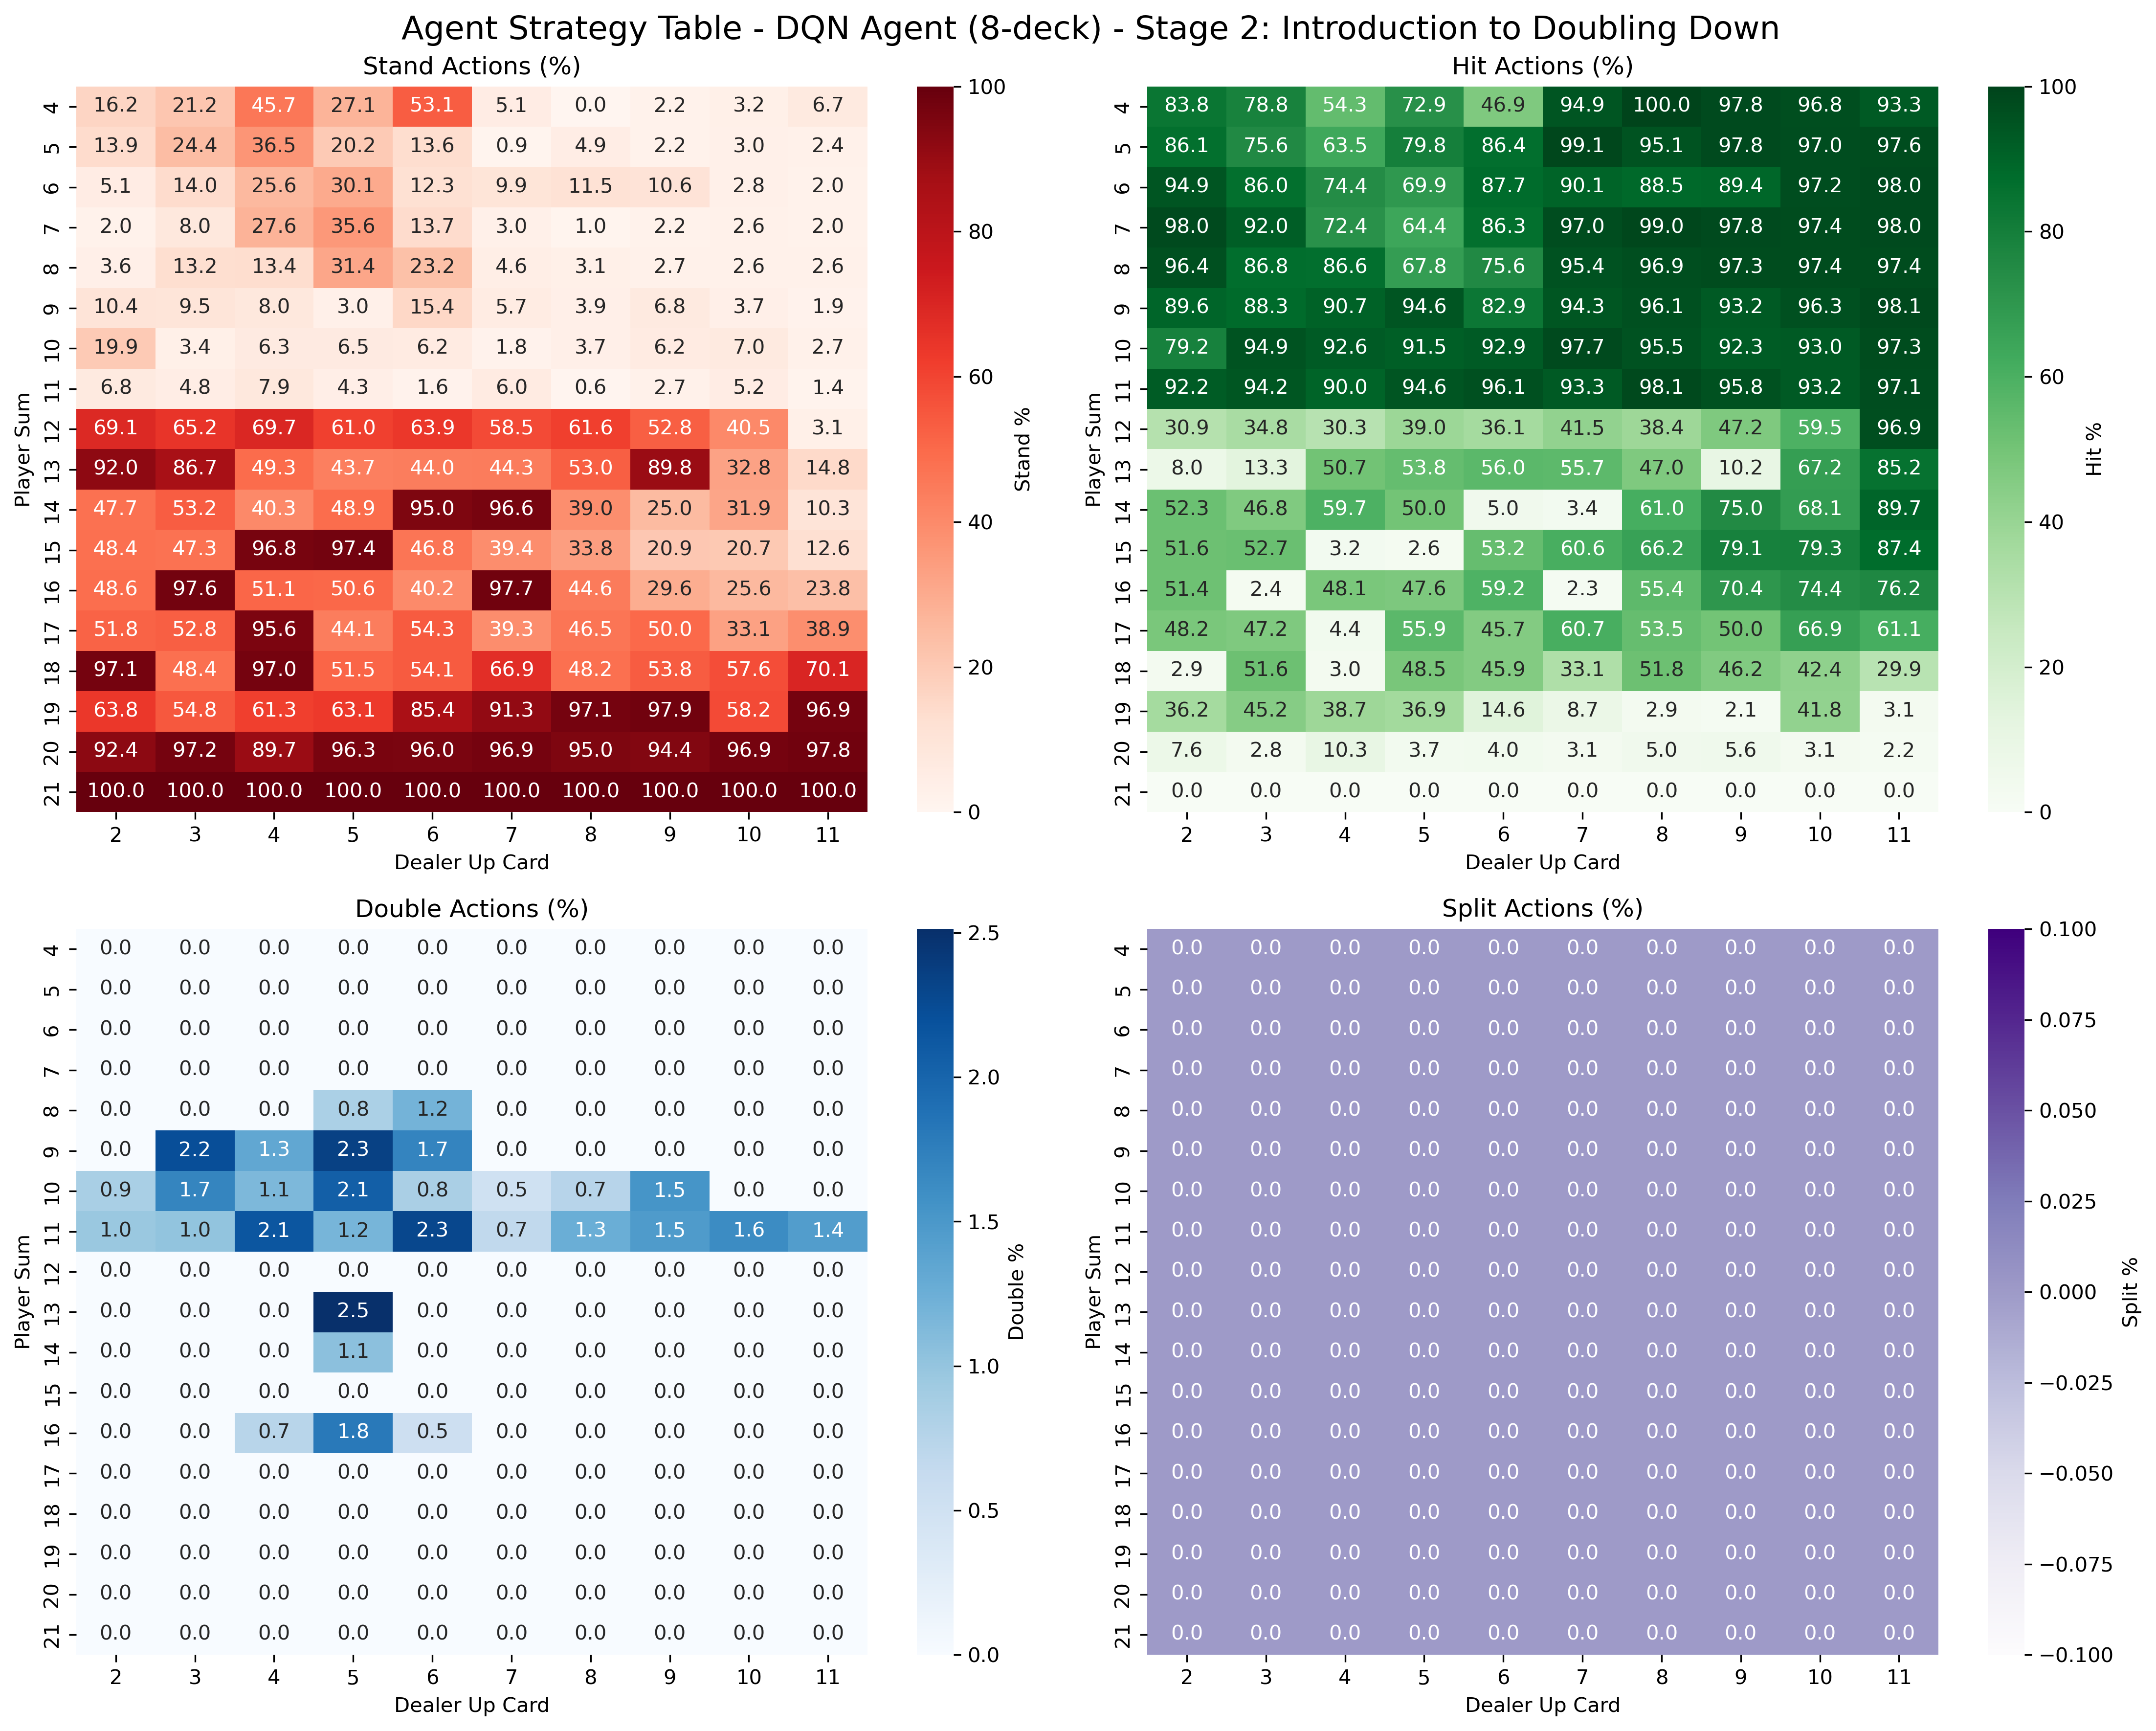 Agent Strategy Table - DQN Agent (8-deck) - Stage 2: Introduction to Doubling Down
Stand Actions (%)
4 16.2 21.2 45.7 27.1 53.1 5.1 0.0 2.2 3.2 6.7
5 13.9 24.4 36.5 20.2 13.6 0.9 4.9 2.2 3.0 2.4
6 5.1 14.0 25.6 30.1 12.3 9.9 11.5 10.6 2.8 2.0
7 2.0 8.0 27.6 35.6 13.7 3.0 1.0 2.2 2.6 2.0
8 3.6 13.2 13.4 31.4 23.2 4.6 3.1 2.7 2.6 2.6
9 10.4 9.5 8.0 3.0 15.4 5.7 3.9 6.8 3.7 1.9
10 19.9 3.4 6.3 6.5 6.2 1.8 3.7 6.2 7.0 2.7
11 6.8 4.8 7.9 4.3 1.6 6.0 0.6 2.7 5.2 1.4
12 69.1 65.2 69.7 61.0 63.9 58.5 61.6 52.8 40.5 3.1
13 92.0 86.7 49.3 43.7 44.0 44.3 53.0 89.8 32.8 14.8
14 47.7 53.2 40.3 48.9 95.0 96.6 39.0 25.0 31.9 10.3
15 48.4 47.3 96.8 97.4 46.8 39.4 33.8 20.9 20.7 12.6
16 48.6 97.6 51.1 50.6 40.2 97.7 44.6 29.6 25.6 23.8
17 51.8 52.8 95.6 44.1 54.3 39.3 46.5 50.0 33.1 38.9
18 97.1 48.4 97.0 51.5 54.1 66.9 48.2 53.8 57.6 70.1
19 63.8 54.8 61.3 63.1 85.4 91.3 97.1 97.9 58.2 96.9
20 92.4 97.2 89.7 96.3 96.0 96.9 95.0 94.4 96.9 97.8
21 100.0 100.0 100.0 100.0 100.0 100.0 100.0 100.0 100.0 100.0
2 3 4 5 6 7 8 9 10 11
Dealer Up Card
Player Sum
100
80
60
40
20
0
Stand %
Hit Actions (%)
4 83.8 78.8 54.3 72.9 46.9 94.9 100.0 97.8 96.8 93.3
5 86.1 75.6 63.5 79.8 86.4 99.1 95.1 97.8 97.0 97.6
6 94.9 86.0 74.4 69.9 87.7 90.1 88.5 89.4 97.2 98.0
7 98.0 92.0 72.4 64.4 86.3 97.0 99.0 97.8 97.4 98.0
8 96.4 86.8 86.6 67.8 75.6 95.4 96.9 97.3 97.4 97.4
9 89.6 88.3 90.7 94.6 82.9 94.3 96.1 93.2 96.3 98.1
10 79.2 94.9 92.6 91.5 92.9 97.7 95.5 92.3 93.0 97.3
11 92.2 94.2 90.0 94.6 96.1 93.3 98.1 95.8 93.2 97.1
12 30.9 34.8 30.3 39.0 36.1 41.5 38.4 47.2 59.5 96.9
13 8.0 13.3 50.7 53.8 56.0 55.7 47.0 10.2 67.2 85.2
14 52.3 46.8 59.7 50.0 5.0 3.4 61.0 75.0 68.1 89.7
15 51.6 52.7 3.2 2.6 53.2 60.6 66.2 79.1 79.3 87.4
16 51.4 2.4 48.1 47.6 59.2 2.3 55.4 70.4 74.4 76.2
17 48.2 47.2 4.4 55.9 45.7 60.7 53.5 50.0 66.9 61.1
18 2.9 51.6 3.0 48.5 45.9 33.1 51.8 46.2 42.4 29.9
19 36.2 45.2 38.7 36.9 14.6 8.7 2.9 2.1 41.8 3.1
20 7.6 2.8 10.3 3.7 4.0 3.1 5.0 5.6 3.1 2.2
21 0.0 0.0 0.0 0.0 0.0 0.0 0.0 0.0 0.0 0.0
2 3 4 5 6 7 8 9 10 11
Dealer Up Card
Player Sum
100
80
60
40
20
0
Hit %
Double Actions (%)
4 0.0 0.0 0.0 0.0 0.0 0.0 0.0 0.0 0.0 0.0
5 0.0 0.0 0.0 0.0 0.0 0.0 0.0 0.0 0.0 0.0
6 0.0 0.0 0.0 0.0 0.0 0.0 0.0 0.0 0.0 0.0
7 0.0 0.0 0.0 0.0 0.0 0.0 0.0 0.0 0.0 0.0
8 0.0 0.0 0.0 0.8 1.2 0.0 0.0 0.0 0.0 0.0
9 0.0 2.2 1.3 2.3 1.7 0.0 0.0 0.0 0.0 0.0
10 0.9 1.7 1.1 2.1 0.8 0.5 0.7 1.5 0.0 0.0
11 1.0 1.0 2.1 1.2 2.3 0.7 1.3 1.5 1.6 1.4
12 0.0 0.0 0.0 0.0 0.0 0.0 0.0 0.0 0.0 0.0
13 0.0 0.0 0.0 2.5 0.0 0.0 0.0 0.0 0.0 0.0
14 0.0 0.0 0.0 1.1 0.0 0.0 0.0 0.0 0.0 0.0
15 0.0 0.0 0.0 0.0 0.0 0.0 0.0 0.0 0.0 0.0
16 0.0 0.0 0.7 1.8 0.5 0.0 0.0 0.0 0.0 0.0
17 0.0 0.0 0.0 0.0 0.0 0.0 0.0 0.0 0.0 0.0
18 0.0 0.0 0.0 0.0 0.0 0.0 0.0 0.0 0.0 0.0
19 0.0 0.0 0.0 0.0 0.0 0.0 0.0 0.0 0.0 0.0
20 0.0 0.0 0.0 0.0 0.0 0.0 0.0 0.0 0.0 0.0
21 0.0 0.0 0.0 0.0 0.0 0.0 0.0 0.0 0.0 0.0
2 3 4 5 6 7 8 9 10 11
Dealer Up Card
Player Sum
2.5
2.0
1.5
1.0
0.5
0.0
Double %
Split Actions (%)
4 0.0 0.0 0.0 0.0 0.0 0.0 0.0 0.0 0.0 0.0
5 0.0 0.0 0.0 0.0 0.0 0.0 0.0 0.0 0.0 0.0
6 0.0 0.0 0.0 0.0 0.0 0.0 0.0 0.0 0.0 0.0
7 0.0 0.0 0.0 0.0 0.0 0.0 0.0 0.0 0.0 0.0
8 0.0 0.0 0.0 0.0 0.0 0.0 0.0 0.0 0.0 0.0
9 0.0 0.0 0.0 0.0 0.0 0.0 0.0 0.0 0.0 0.0
10 0.0 0.0 0.0 0.0 0.0 0.0 0.0 0.0 0.0 0.0
11 0.0 0.0 0.0 0.0 0.0 0.0 0.0 0.0 0.0 0.0
12 0.0 0.0 0.0 0.0 0.0 0.0 0.0 0.0 0.0 0.0
13 0.0 0.0 0.0 0.0 0.0 0.0 0.0 0.0 0.0 0.0
14 0.0 0.0 0.0 0.0 0.0 0.0 0.0 0.0 0.0 0.0
15 0.0 0.0 0.0 0.0 0.0 0.0 0.0 0.0 0.0 0.0
16 0.0 0.0 0.0 0.0 0.0 0.0 0.0 0.0 0.0 0.0
17 0.0 0.0 0.0 0.0 0.0 0.0 0.0 0.0 0.0 0.0
18 0.0 0.0 0.0 0.0 0.0 0.0 0.0 0.0 0.0 0.0
19 0.0 0.0 0.0 0.0 0.0 0.0 0.0 0.0 0.0 0.0
20 0.0 0.0 0.0 0.0 0.0 0.0 0.0 0.0 0.0 0.0
21 0.0 0.0 0.0 0.0 0.0 0.0 0.0 0.0 0.0 0.0
2 3 4 5 6 7 8 9 10 11
Dealer Up Card
Player Sum
0.100
0.075
0.050
0.025
0.000
−0.025
−0.050
−0.075
−0.100
Split %